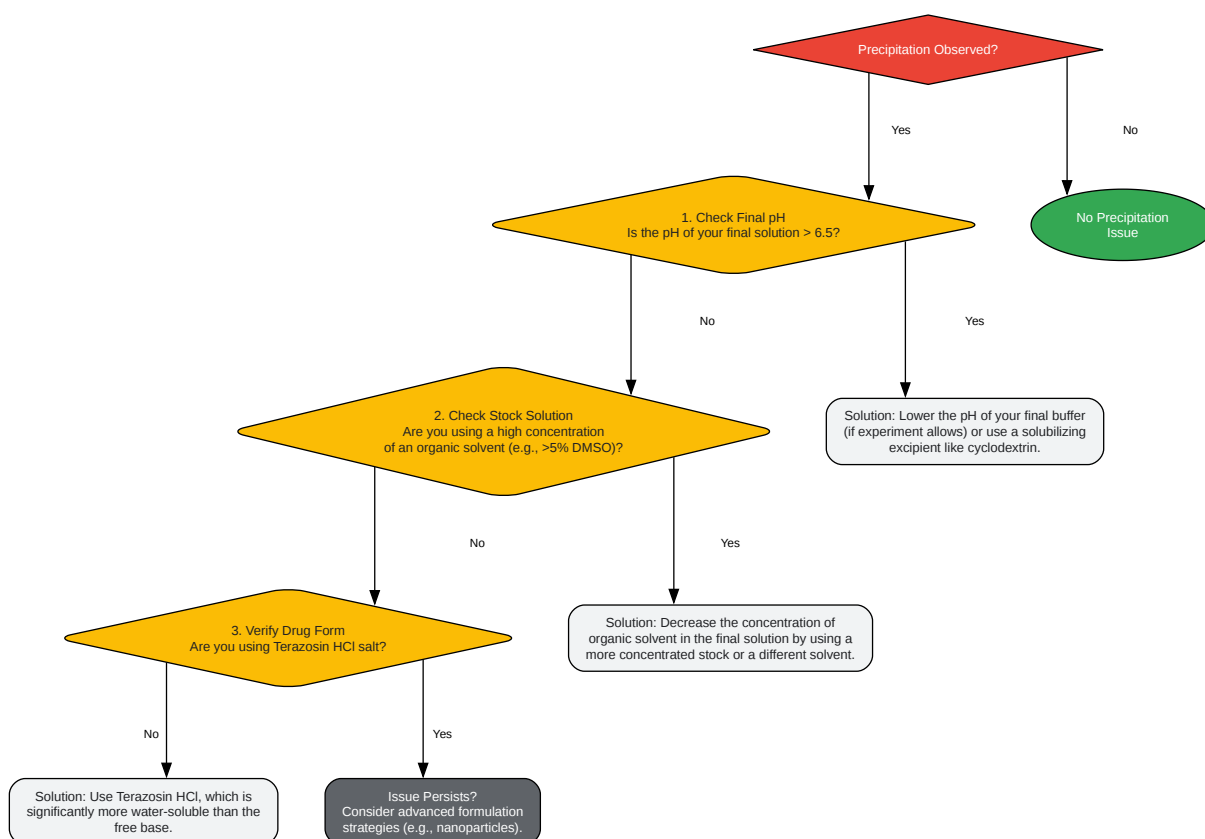 Precipitation Observed?
Yes
No
1. Check Final pH
Is the pH of your final solution > 6.5?
No Precipitation
Issue
No
Yes
2. Check Stock Solution
Are you using a high concentration
of an organic solvent (e.g., >5% DMSO)?
Solution: Lower the pH of your final buffer
(if experiment allows) or use a solubilizing
excipient like cyclodextrin.
No
Yes
3. Verify Drug Form
Are you using Terazosin HCl salt?
Solution: Decrease the concentration of
organic solvent in the final solution by using a
more concentrated stock or a different solvent.
No
Yes
Solution: Use Terazosin HCl, which is
significantly more water-soluble than the
free base.
Issue Persists?
Consider advanced formulation
strategies (e.g., nanoparticles).